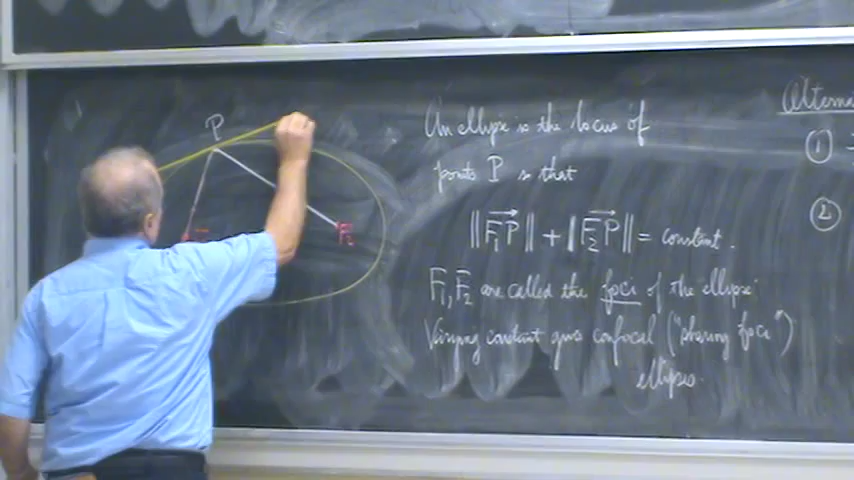 P
F₂
An ellipse is the locus of
points P so that
||F₁P|| + ||F₂P|| = constant.
F₁, F₂ are called the foci of the ellipse.
Varying constant gives confocal ("sharing foci")
ellipses.
Alterna
①
②